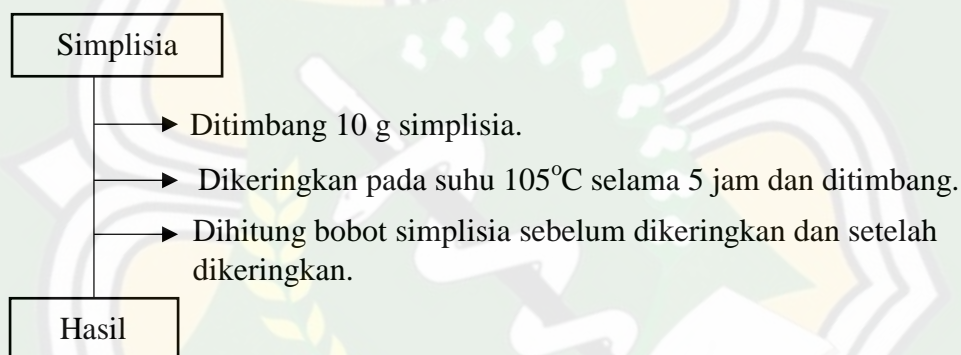 Simplisia
Ditimbang 10 g simplisia.
Dikeringkan pada suhu 105°C selama 5 jam dan ditimbang.
Dihitung bobot simplisia sebelum dikeringkan dan setelah
dikeringkan.
Hasil